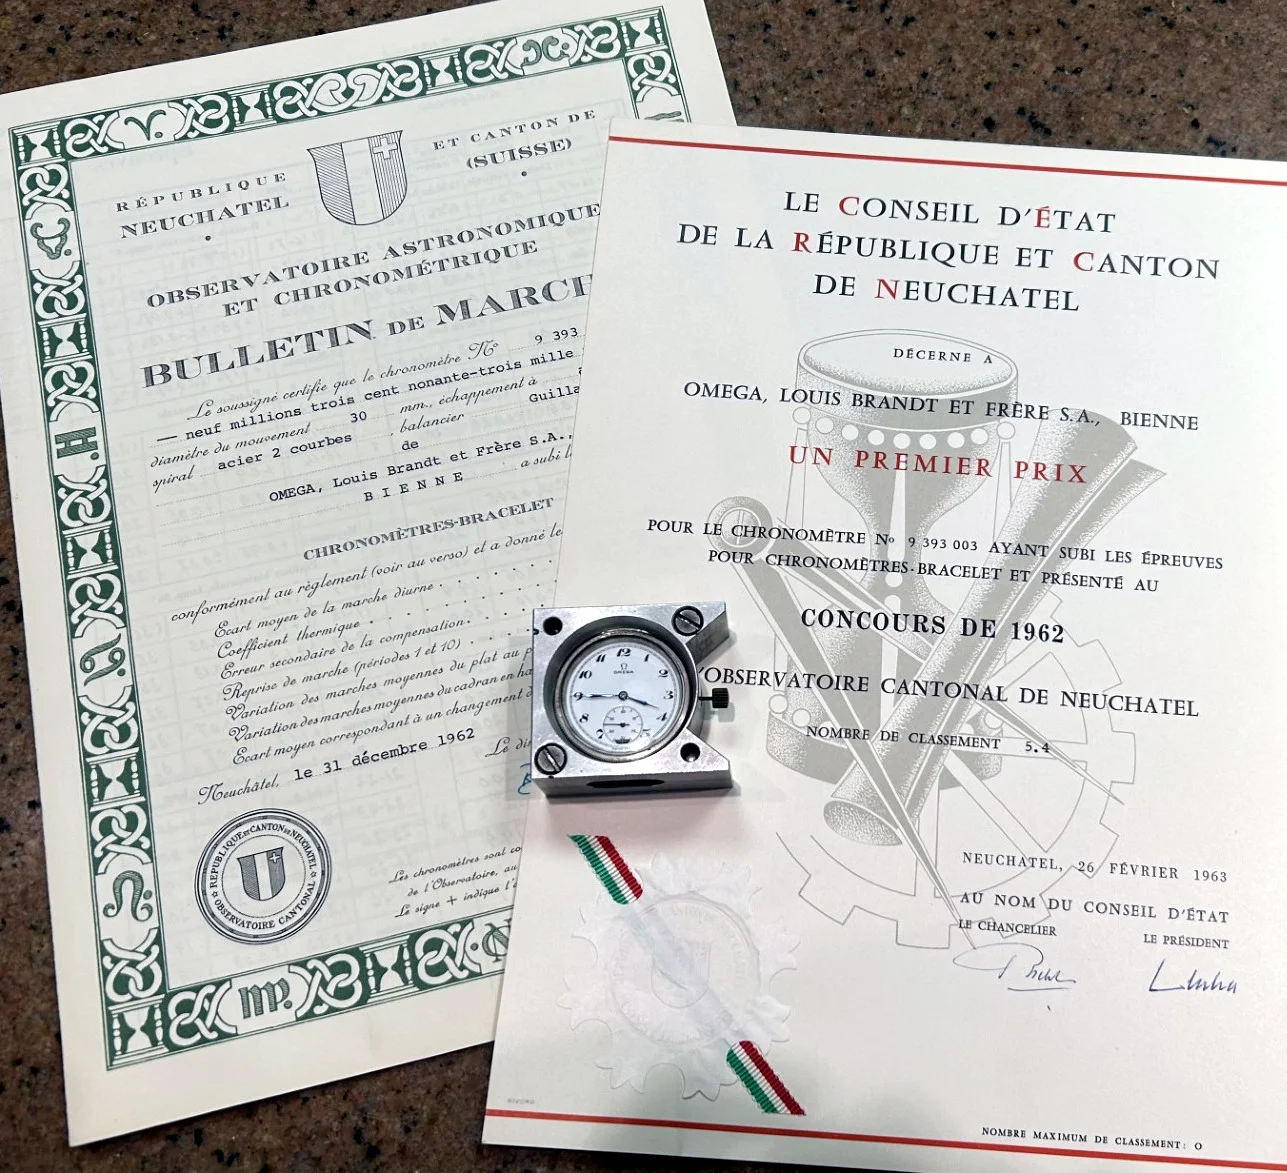 RÉPUBLIQUE
ET CANTON DE
NEUCHATEL
(SUISSE)
OBSERVATOIRE ASTRONOMIQUE
ET CHRONOMÉTRIQUE
BULLETIN DE
Le soussigné certifie que le chronomètre No 9 393
— neuf millions trois cent nonante-trois mille
diamètre du mouvement 30 mm., échappement à
spiral acier 2 courbes , balancier
de
OMEGA, Louis Brandt et Frère S.A.,
BIENNE a subi
CHRONOMÈTRES-BRACELET
conformément au règlement (voir au verso) et a donné
Ecart moyen de la marche diurne
Coefficient thermique
Erreur secondaire de la compensation
Reprise de marche (périodes 1 et 10)
Variation des marches moyennes du plat au
Variation des marches moyennes du cadran en
Ecart moyen correspondant à un changement
Neuchâtel, le 31 décembre 1962
Le
RÉPUBLIQUE ET CANTON DE NEUCHATEL
OBSERVATOIRE CANTONAL
Les chronomètres sont
de l'Observatoire, au
Le signe + indique
LE CONSEIL D'ÉTAT
DE LA RÉPUBLIQUE ET CANTON
DE NEUCHATEL
DÉCERNE A
OMEGA, LOUIS BRANDT ET FRÈRE S.A., BIENNE
UN PREMIER PRIX
POUR LE CHRONOMÈTRE No 9 393 003 AYANT SUBI LES ÉPREUVES
POUR CHRONOMÈTRES-BRACELET ET PRÉSENTÉ AU
CONCOURS DE 1962
'OBSERVATOIRE CANTONAL DE NEUCHATEL
NOMBRE DE CLASSEMENT 5.4
NEUCHATEL, 26 FÉVRIER 1963
AU NOM DU CONSEIL D'ÉTAT
LE CHANCELIER
LE PRÉSIDENT
NOMBRE MAXIMUM DE CLASSEMENT: 0
11 12 1
10 2
OMEGA
9 3
8 4